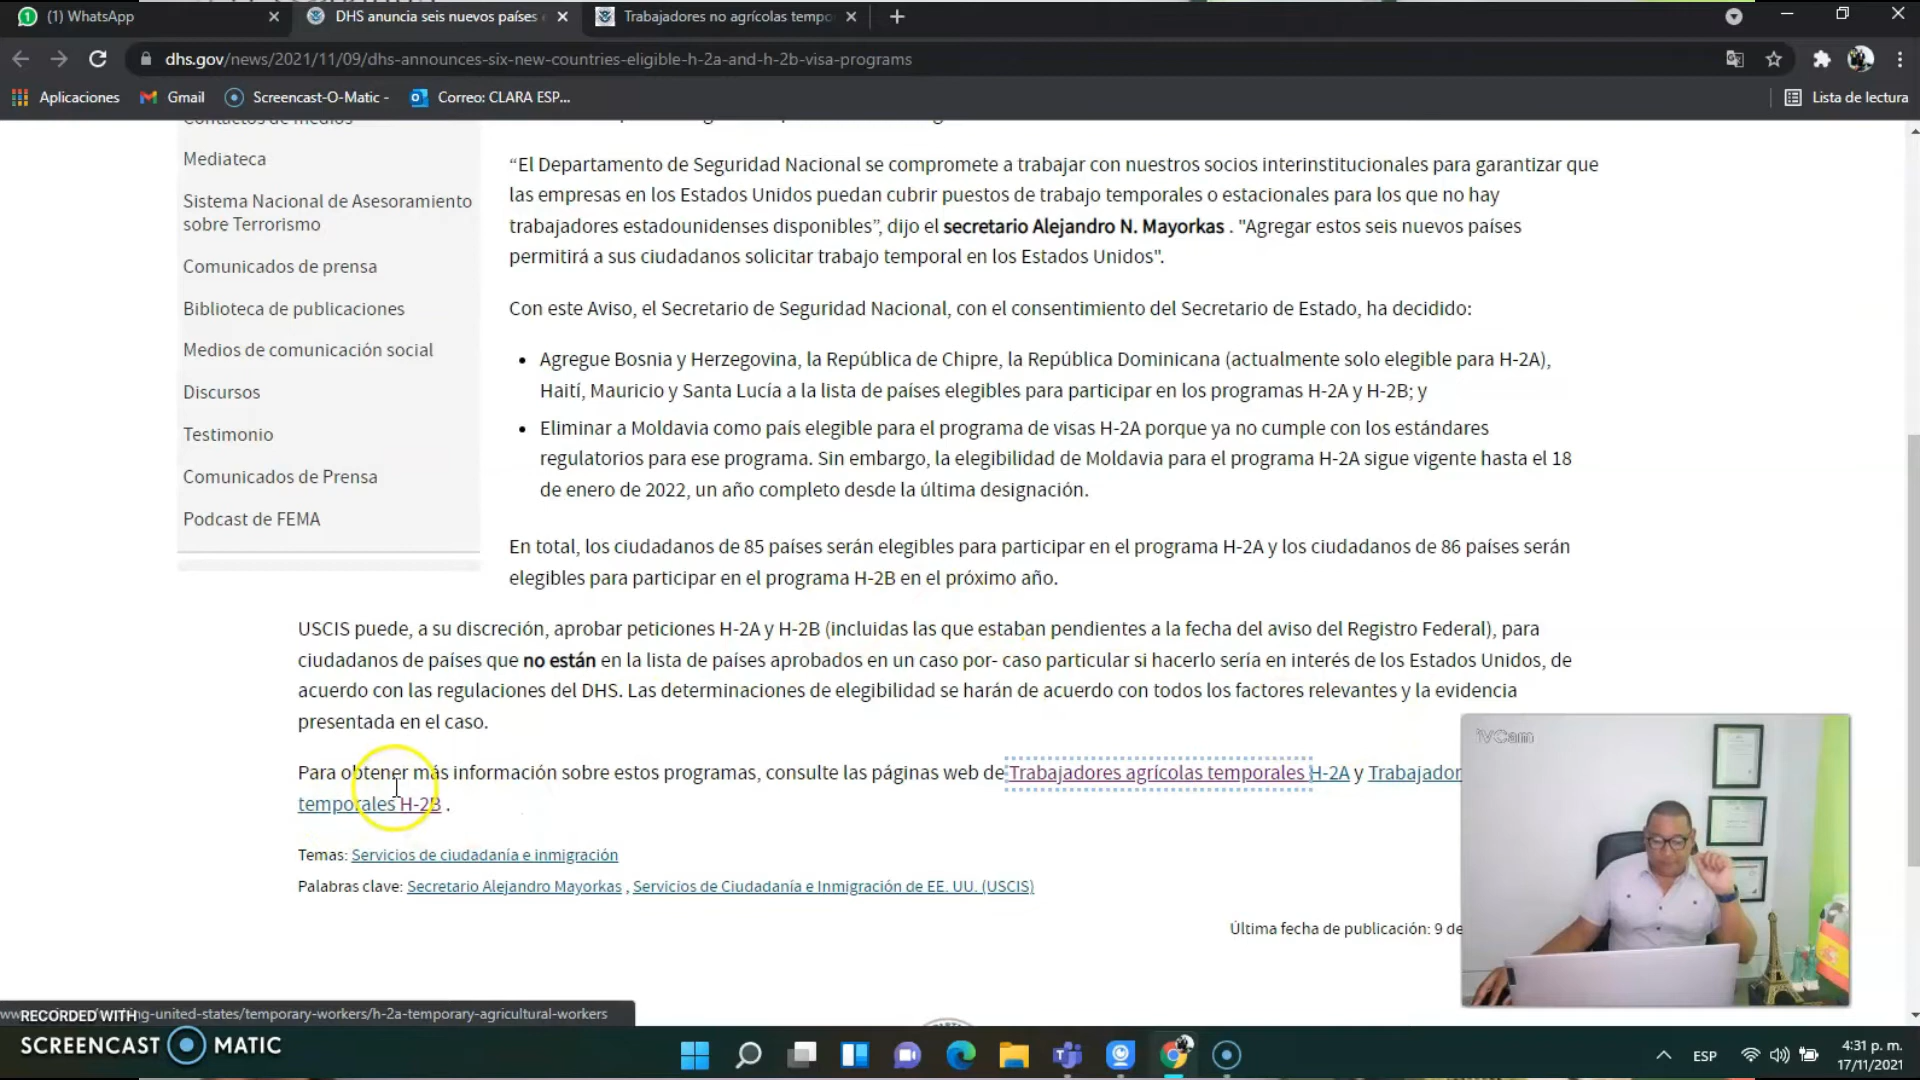 (1) WhatsApp
DHS anuncia seis nuevos países
Trabajadores no agrícolas tempo
dhs.gov/news/2021/11/09/dhs-announces-six-new-countries-eligible-h-2a-and-h-2b-visa-programs
Aplicaciones
Gmail
Screencast-O-Matic -
Correo: CLARA ESP...
Lista de lectura
Contactos de medios
Mediateca
Sistema Nacional de Asesoramiento
sobre Terrorismo
Comunicados de prensa
Biblioteca de publicaciones
Medios de comunicación social
Discursos
Testimonio
Comunicados de Prensa
Podcast de FEMA
“El Departamento de Seguridad Nacional se compromete a trabajar con nuestros socios interinstitucionales para garantizar que
las empresas en los Estados Unidos puedan cubrir puestos de trabajo temporales o estacionales para los que no hay
trabajadores estadounidenses disponibles”, dijo el secretario Alejandro N. Mayorkas . "Agregar estos seis nuevos países
permitirá a sus ciudadanos solicitar trabajo temporal en los Estados Unidos".
Con este Aviso, el Secretario de Seguridad Nacional, con el consentimiento del Secretario de Estado, ha decidido:
• Agregue Bosnia y Herzegovina, la República de Chipre, la República Dominicana (actualmente solo elegible para H-2A),
Haití, Mauricio y Santa Lucía a la lista de países elegibles para participar en los programas H-2A y H-2B; y
• Eliminar a Moldavia como país elegible para el programa de visas H-2A porque ya no cumple con los estándares
regulatorios para ese programa. Sin embargo, la elegibilidad de Moldavia para el programa H-2A sigue vigente hasta el 18
de enero de 2022, un año completo desde la última designación.
En total, los ciudadanos de 85 países serán elegibles para participar en el programa H-2A y los ciudadanos de 86 países serán
elegibles para participar en el programa H-2B en el próximo año.
USCIS puede, a su discreción, aprobar peticiones H-2A y H-2B (incluidas las que estaban pendientes a la fecha del aviso del Registro Federal), para
ciudadanos de países que no están en la lista de países aprobados en un caso por- caso particular si hacerlo sería en interés de los Estados Unidos, de
acuerdo con las regulaciones del DHS. Las determinaciones de elegibilidad se harán de acuerdo con todos los factores relevantes y la evidencia
presentada en el caso.
Para obtener más información sobre estos programas, consulte las páginas web de Trabajadores agrícolas temporales H-2A y Trabajador
temporales H-2B .
Temas: Servicios de ciudadanía e inmigración
Palabras clave: Secretario Alejandro Mayorkas , Servicios de Ciudadanía e Inmigración de EE. UU. (USCIS)
Última fecha de publicación: 9 de
iVCam
ng-united-states/temporary-workers/h-2a-temporary-agricultural-workers
RECORDED WITH
SCREENCAST MATIC
ESP
4:31 p. m.
17/11/2021